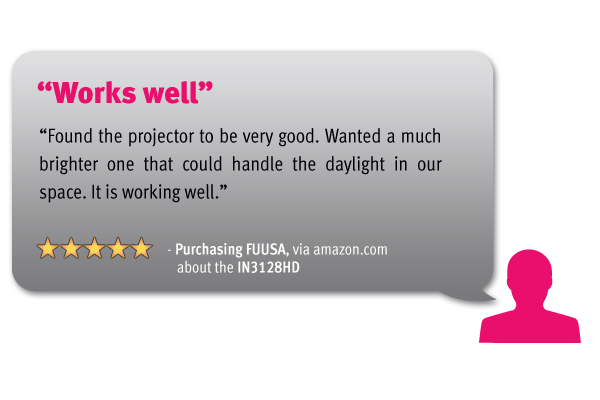 “Works well”
“Found the projector to be very good. Wanted a much
brighter one that could handle the daylight in our
space. It is working well.”
- Purchasing FUUSA, via amazon.com
about the IN3128HD